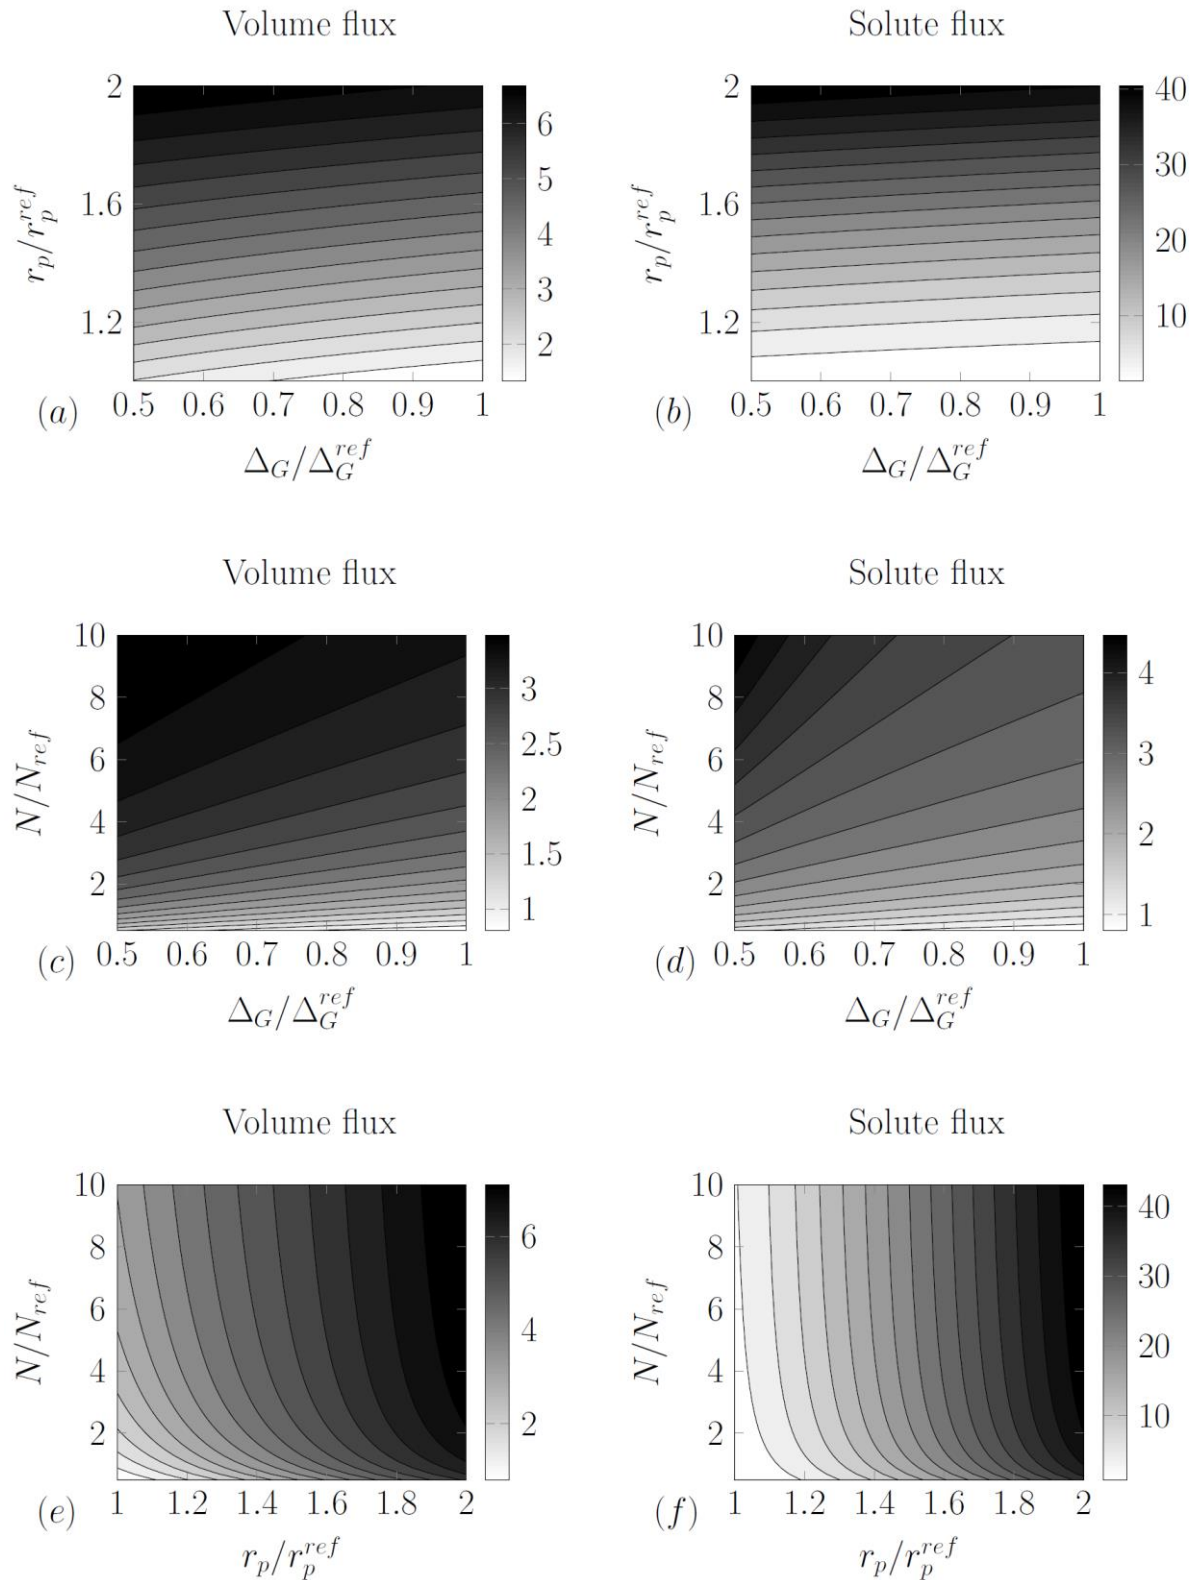 Volume flux
Solute flux
2
1.6
1.2
r_p/r_p^{ref}
6
5
4
3
2
(a)
0.5 0.6 0.7 0.8 0.9 1
Δ_G/Δ_G^{ref}
2
1.6
1.2
r_p/r_p^{ref}
40
30
20
10
(b)
0.5 0.6 0.7 0.8 0.9 1
Δ_G/Δ_G^{ref}
Volume flux
Solute flux
10
8
6
4
2
N/N_{ref}
3
2.5
2
1.5
1
(c)
0.5 0.6 0.7 0.8 0.9 1
Δ_G/Δ_G^{ref}
10
8
6
4
2
N/N_{ref}
4
3
2
1
(d)
0.5 0.6 0.7 0.8 0.9 1
Δ_G/Δ_G^{ref}
Volume flux
Solute flux
10
8
6
4
2
N/N_{ref}
6
4
2
(e)
1 1.2 1.4 1.6 1.8 2
r_p/r_p^{ref}
10
8
6
4
2
N/N_{ref}
40
30
20
10
(f)
1 1.2 1.4 1.6 1.8 2
r_p/r_p^{ref}